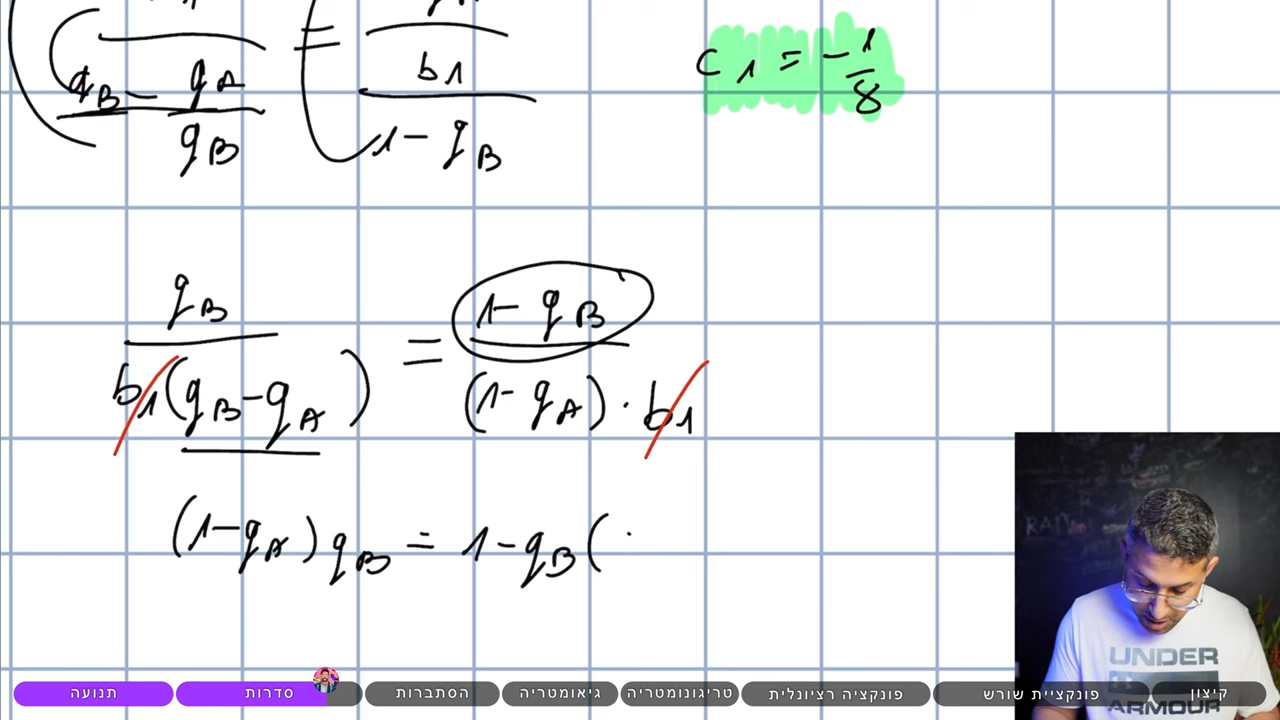 q_B - q_A / q_B = b_1 / 1 - q_B
c_1 = -1/8
q_B / b_1(q_B - q_A) = 1 - q_B / (1 - q_A) · b_1
(1 - q_A) q_B = 1 - q_B (
UNDER
ARMOUR
תנועה
סדרות
הסתברות
גיאומטריה
טריגונומטריה
פונקציה רציונלית
פונקציית שורש
קיצון